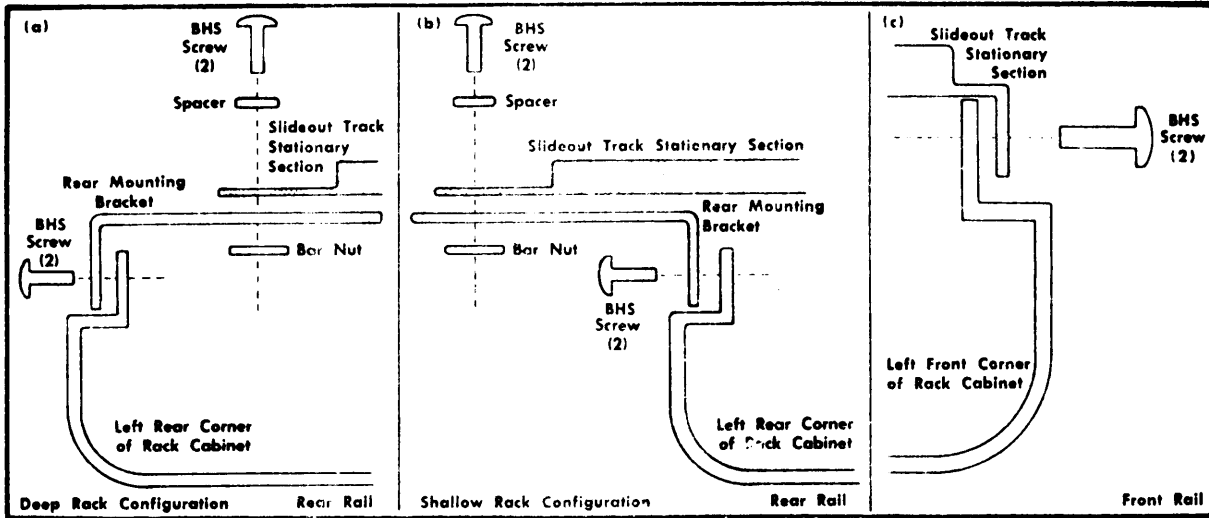 (a)
BHS
Screw
(2)
Spacer
Slideout Track
Stationary
Section
Rear Mounting
Bracket
BHS
Screw
(2)
Bar Nut
Left Rear Corner
of Rack Cabinet
Deep Rack Configuration
Rear Rail
(b)
BHS
Screw
(2)
Spacer
Slideout Track Stationary Section
Rear Mounting
Bracket
Bar Nut
BHS
Screw
(2)
Left Rear Corner
of Rack Cabinet
Shallow Rack Configuration
Rear Rail
(c)
Slideout Track
Stationary
Section
BHS
Screw
(2)
Left Front Corner
of Rack Cabinet
Front Rail